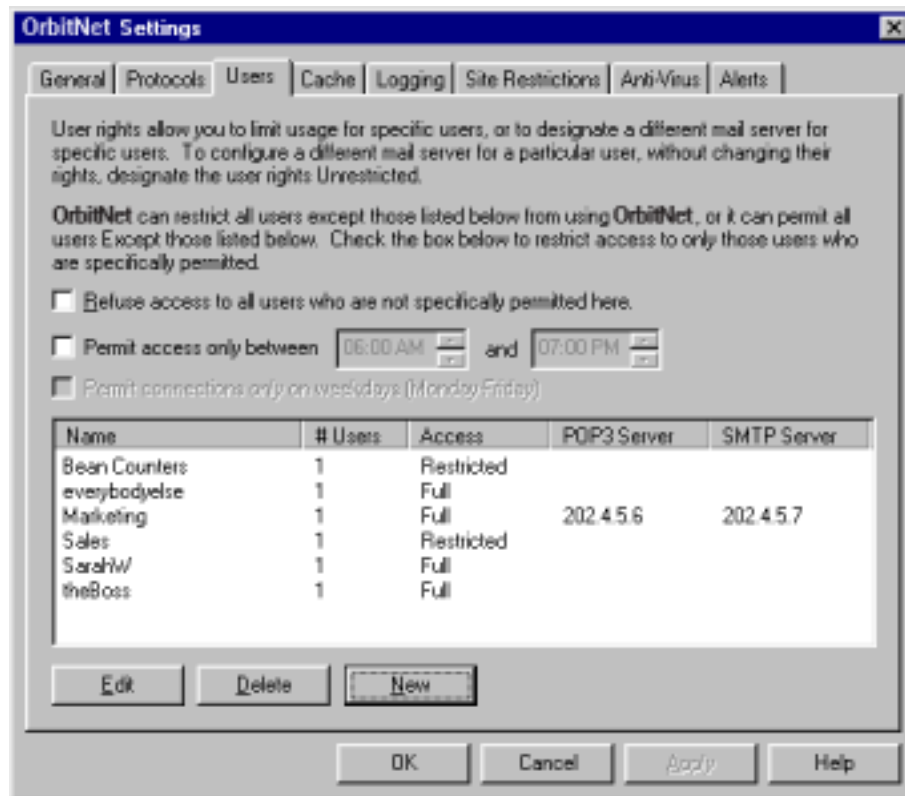 OrbitNet Settings
General Protocols Users Cache Logging Site Restrictions Anti-Virus Alerts
User rights allow you to limit usage for specific users, or to designate a different mail server for
specific users. To configure a different mail server for a particular user, without changing their
rights, designate the user rights Unrestricted.
OrbitNet can restrict all users except those listed below from using OrbitNet, or it can permit all
users Except those listed below. Check the box below to restrict access to only those users who
are specifically permitted.
Refuse access to all users who are not specifically permitted here.
Permit access only between 06:00 AM and 07:00 PM
Permit connections only on weekdays (Monday-Friday)
Name # Users Access POP3 Server SMTP Server
Bean Counters 1 Restricted
everybodyelse 1 Full
Marketing 1 Full 202.4.5.6 202.4.5.7
Sales 1 Restricted
SarahW 1 Full
theBoss 1 Full
Edit Delete New
OK Cancel Apply Help